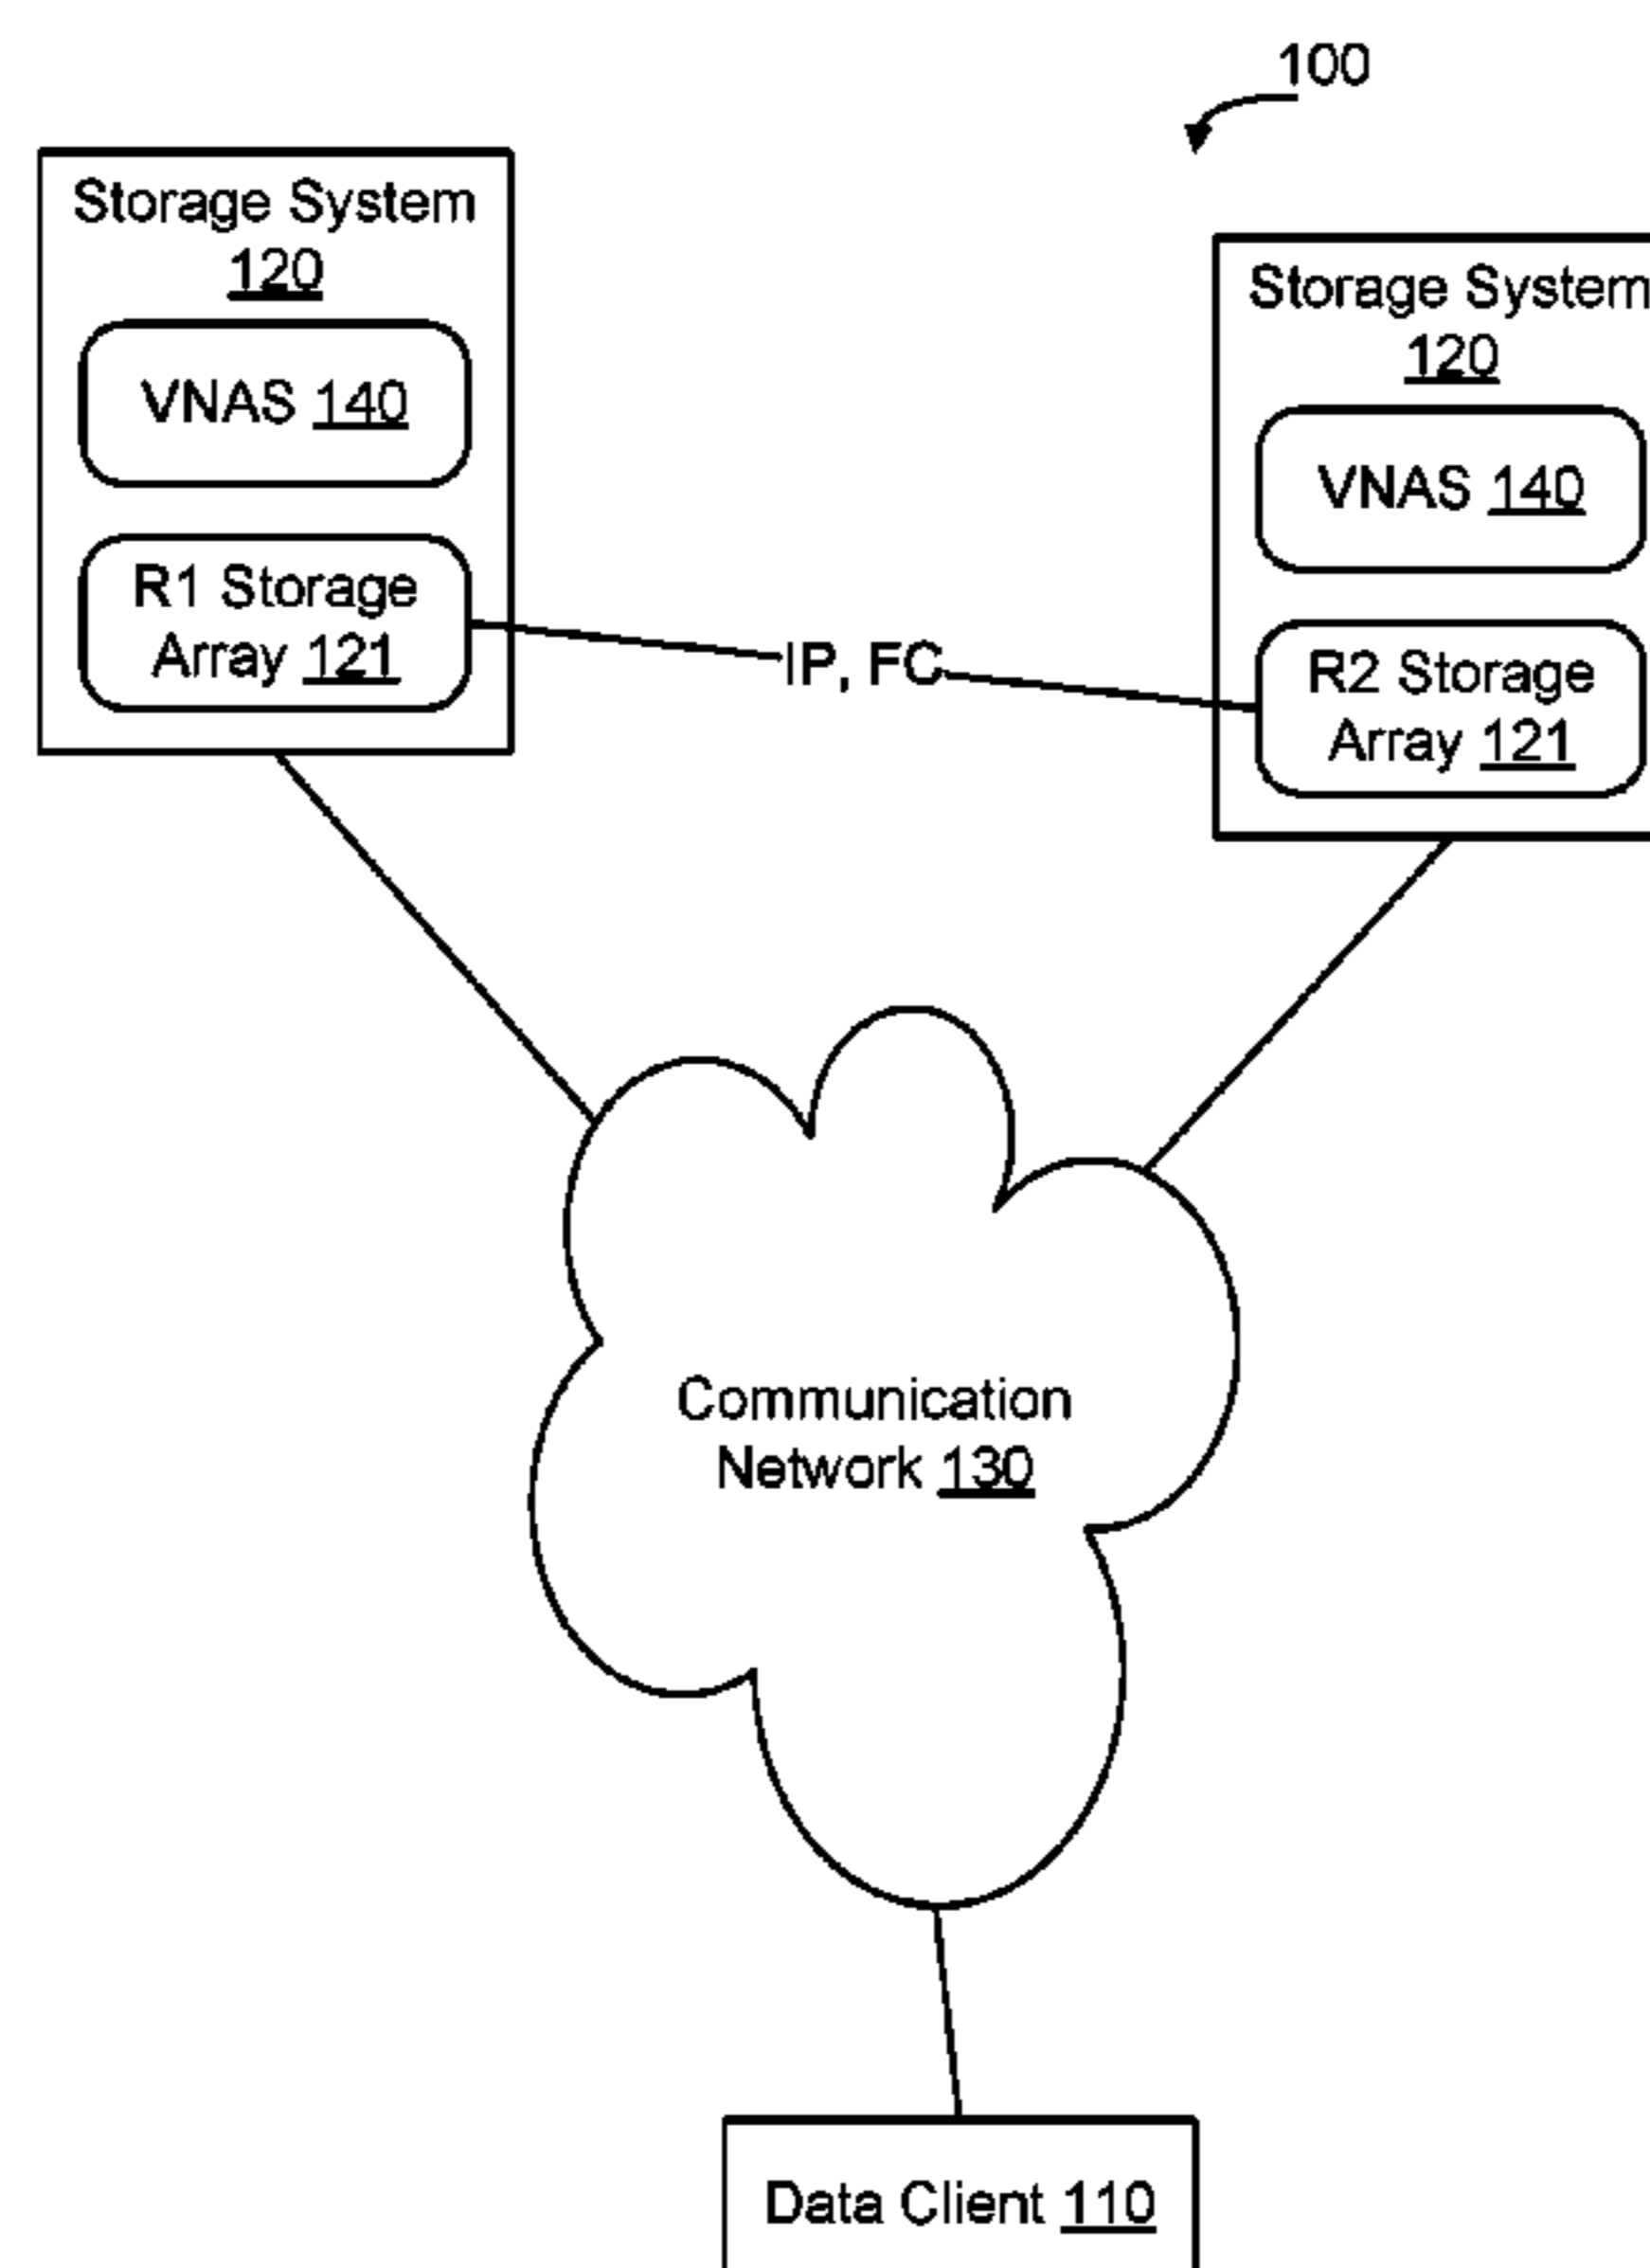 100
Storage System
120
VNAS 140
R1 Storage
Array 121
IP, FC
Storage System
120
VNAS 140
R2 Storage
Array 121
Communication
Network 130
Data Client 110